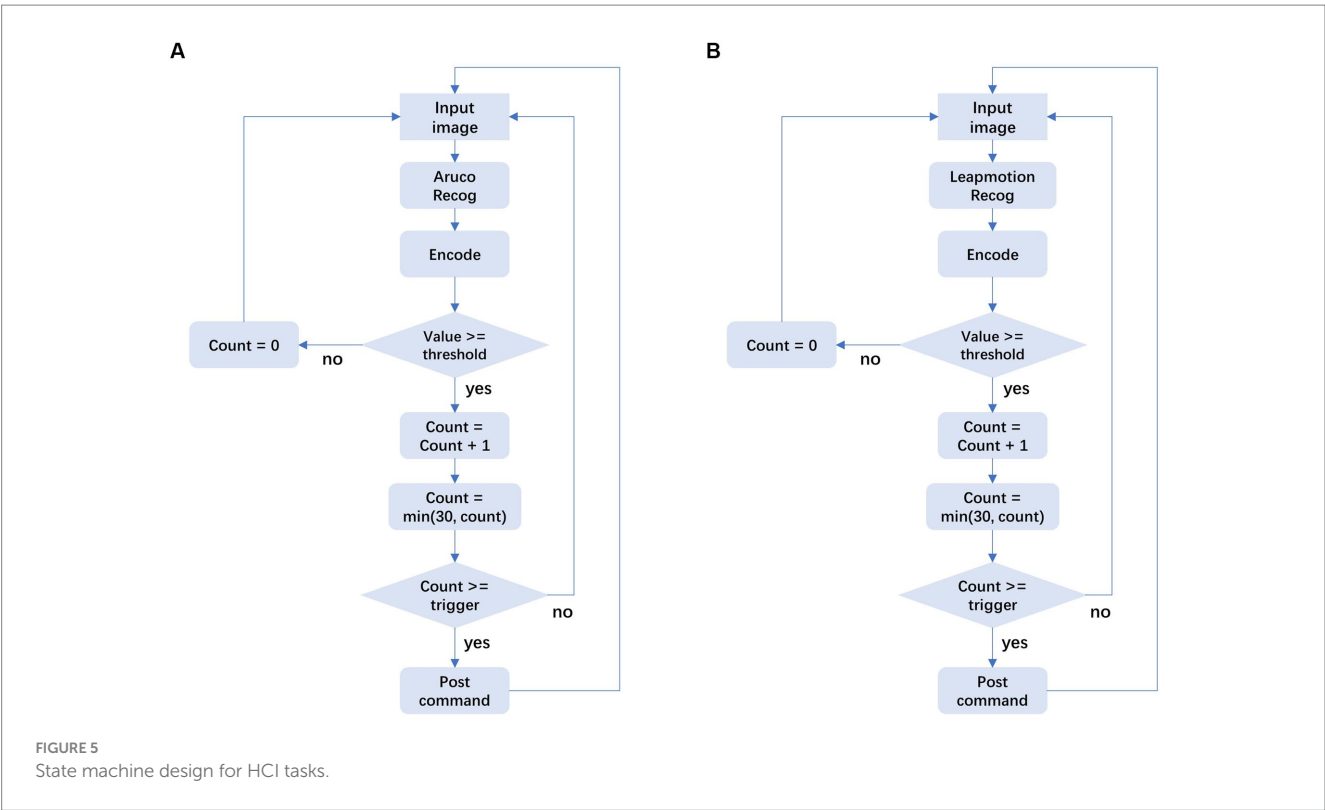 A
Input
image
Aruco
Recog
Encode
Value >=
threshold
no
Count = 0
yes
Count =
Count + 1
Count =
min(30, count)
Count >=
trigger
no
yes
Post
command
B
Input
image
Leapmotion
Recog
Encode
Value >=
threshold
no
Count = 0
yes
Count =
Count + 1
Count =
min(30, count)
Count >=
trigger
no
yes
Post
command
FIGURE 5
State machine design for HCI tasks.